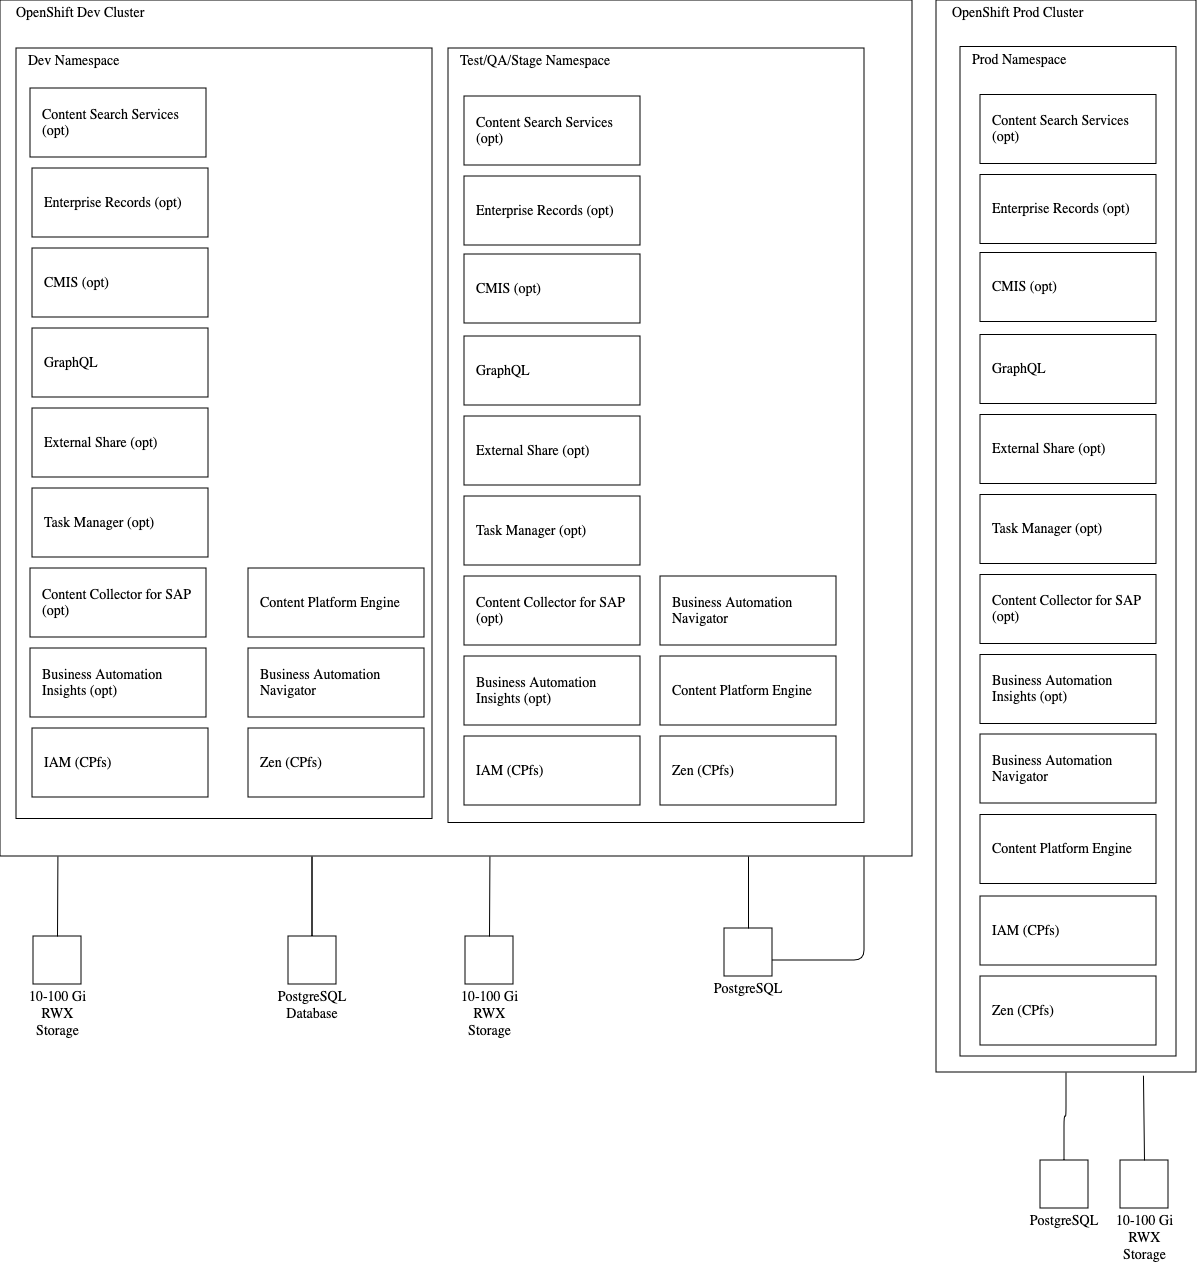 OpenShift Dev Cluster
Dev Namespace
Content Search Services
(opt)
Enterprise Records (opt)
CMIS (opt)
GraphQL
External Share (opt)
Task Manager (opt)
Content Collector for SAP
(opt)
Content Platform Engine
Business Automation
Insights (opt)
Business Automation
Navigator
IAM (CPfs)
Zen (CPfs)
Test/QA/Stage Namespace
Content Search Services
(opt)
Enterprise Records (opt)
CMIS (opt)
GraphQL
External Share (opt)
Task Manager (opt)
Content Collector for SAP
(opt)
Business Automation
Navigator
Business Automation
Insights (opt)
Content Platform Engine
IAM (CPfs)
Zen (CPfs)
10-100 Gi
RWX
Storage
PostgreSQL
Database
10-100 Gi
RWX
Storage
PostgreSQL
OpenShift Prod Cluster
Prod Namespace
Content Search Services
(opt)
Enterprise Records (opt)
CMIS (opt)
GraphQL
External Share (opt)
Task Manager (opt)
Content Collector for SAP
(opt)
Business Automation
Insights (opt)
Business Automation
Navigator
Content Platform Engine
IAM (CPfs)
Zen (CPfs)
PostgreSQL
10-100 Gi
RWX
Storage